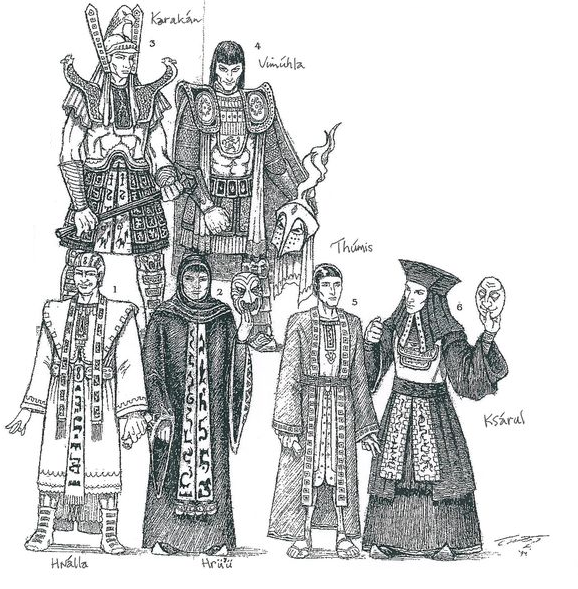 Karakán
3
4
Vimúhla
Thúmis
1
2
5
6
Ksárul
Hnálla
Hrü'ü